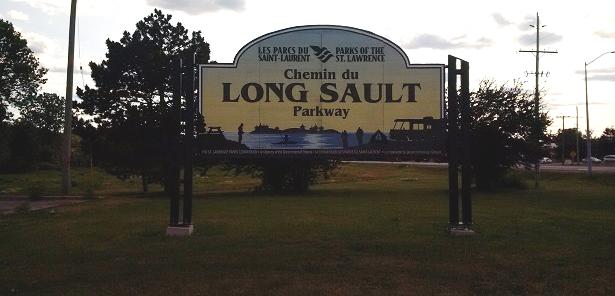 LES PARCS DU PARKS OF THE
SAINT-LAURENT ST. LAWRENCE
Chemin du
LONG SAULT
Parkway